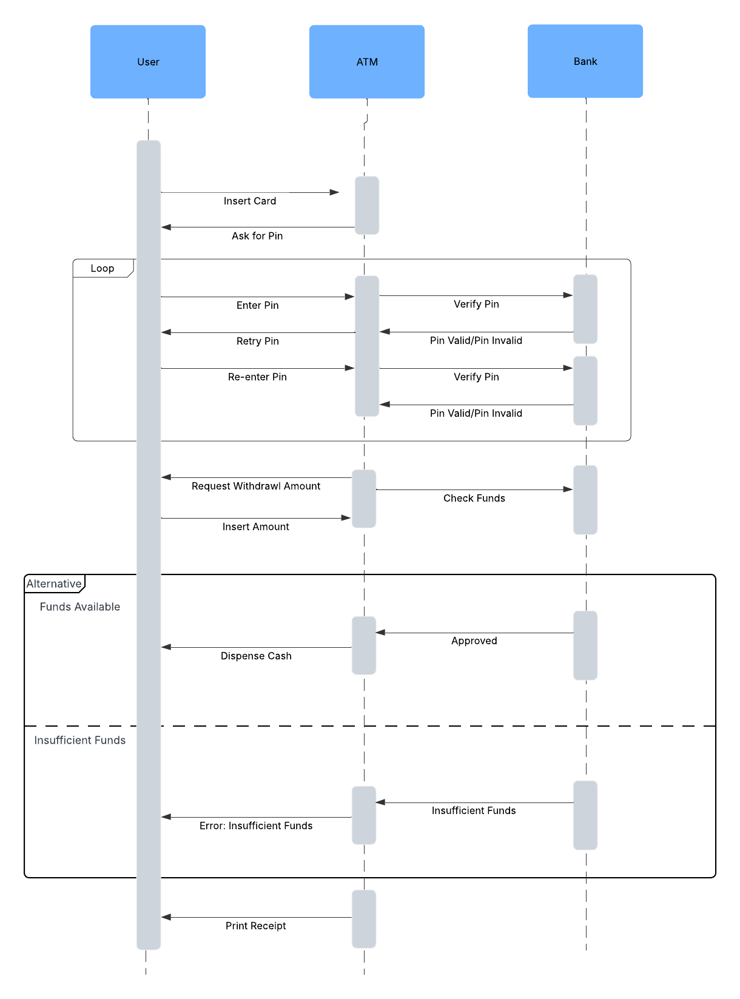 User
ATM
Bank
Insert Card
Ask for Pin
Loop
Enter Pin
Verify Pin
Retry Pin
Pin Valid/Pin Invalid
Re-enter Pin
Verify Pin
Pin Valid/Pin Invalid
Request Withdrawl Amount
Check Funds
Insert Amount
Alternative
Funds Available
Approved
Dispense Cash
Insufficient Funds
Insufficient Funds
Error: Insufficient Funds
Print Receipt